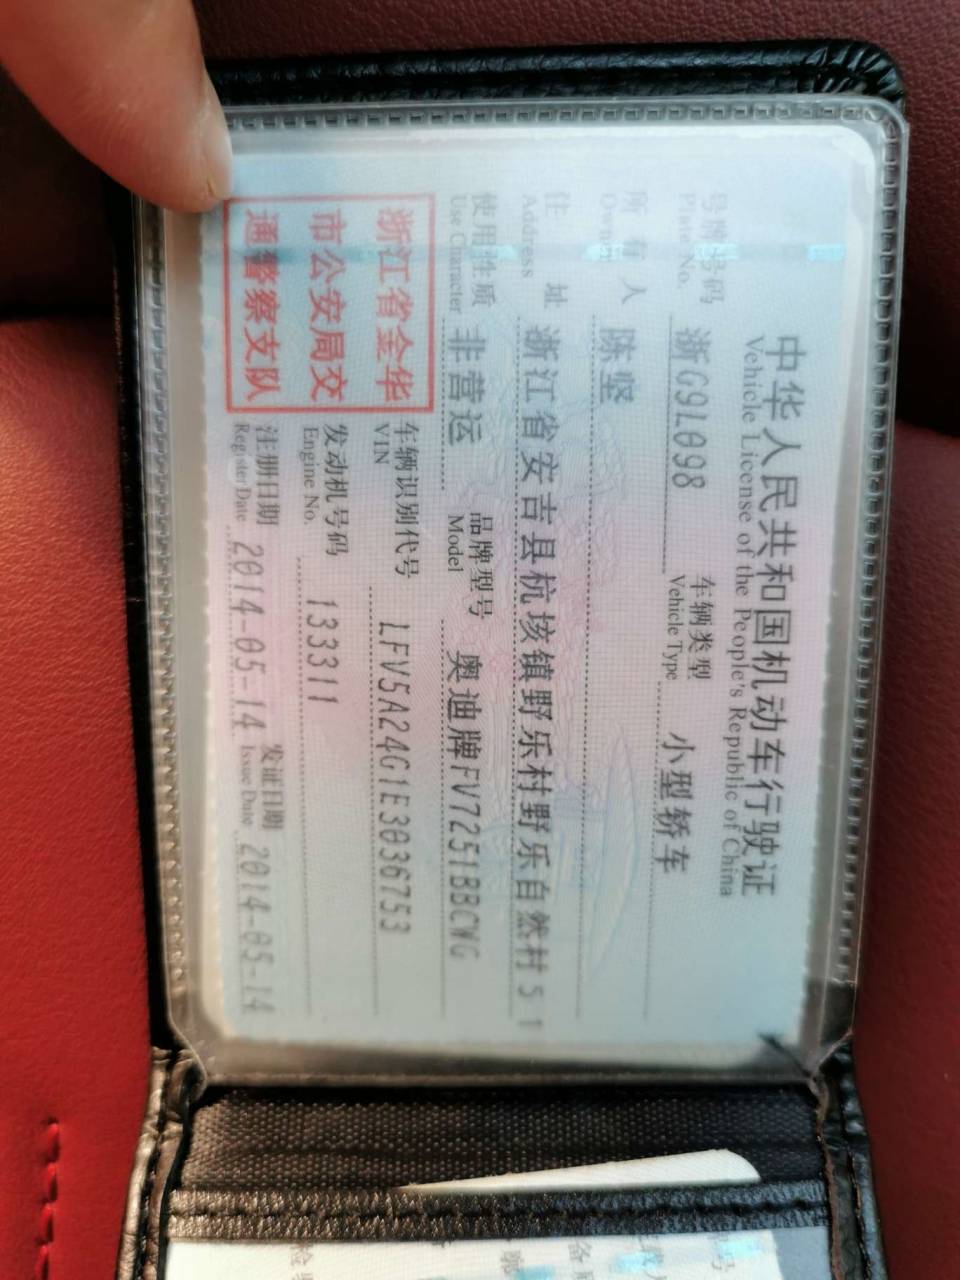 中华人民共和国机动车行驶证
Vehicle License of the People's Republic of China
号牌号码 浙G9L098 车辆类型 小型轿车
Plate No. Vehicle Type
所有人 陈坚
Owner
住址 浙江省安吉县杭垓镇野乐村野乐自然村51
Address
使用性质 非营运 品牌型号 奥迪牌FV7251BBCWG
Use Character Model
浙江省金华
市公安局交
通警察支队
车辆识别代号 LFV5A24G1E3036753
VIN
发动机号码 133311
Engine No.
注册日期 2014-05-14 发证日期 2014-05-14
Register Date Issue Date